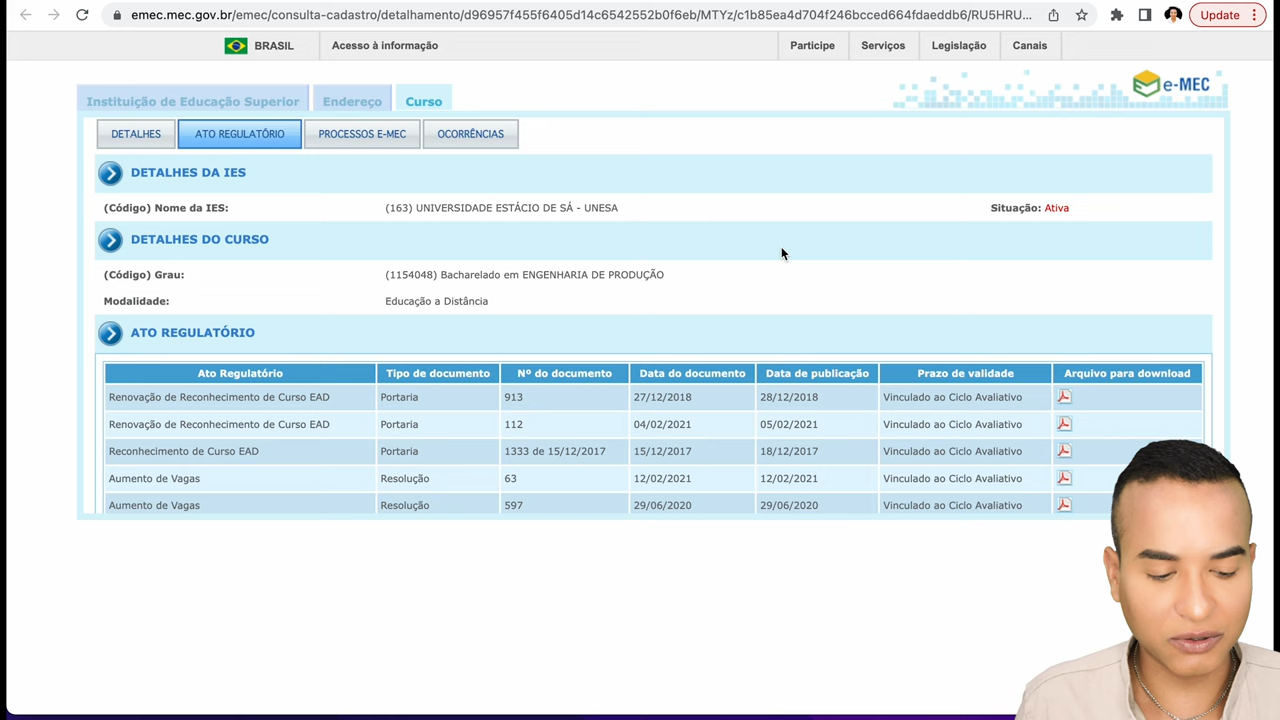 emec.mec.gov.br/emec/consulta-cadastro/detalhamento/d96957f455f6405d14c6542552b0f6eb/MTYz/c1b85ea4d704f246bcced664fdaeddb6/RU5HRU... Update
BRASIL Acesso à informação Participe Serviços Legislação Canais
Instituição de Educação Superior Endereço Curso e-MEC
DETALHES ATO REGULATÓRIO PROCESSOS E-MEC OCORRÊNCIAS
DETALHES DA IES
(Código) Nome da IES: (163) UNIVERSIDADE ESTÁCIO DE SÁ - UNESA Situação: Ativa
DETALHES DO CURSO
(Código) Grau: (1154048) Bacharelado em ENGENHARIA DE PRODUÇÃO
Modalidade: Educação a Distância
ATO REGULATÓRIO
Ato Regulatório Tipo de documento Nº do documento Data do documento Data de publicação Prazo de validade Arquivo para download
Renovação de Reconhecimento de Curso EAD Portaria 913 27/12/2018 28/12/2018 Vinculado ao Ciclo Avaliativo
Renovação de Reconhecimento de Curso EAD Portaria 112 04/02/2021 05/02/2021 Vinculado ao Ciclo Avaliativo
Reconhecimento de Curso EAD Portaria 1333 de 15/12/2017 15/12/2017 18/12/2017 Vinculado ao Ciclo Avaliativo
Aumento de Vagas Resolução 63 12/02/2021 12/02/2021 Vinculado ao Ciclo Avaliativo
Aumento de Vagas Resolução 597 29/06/2020 29/06/2020 Vinculado ao Ciclo Avaliativo